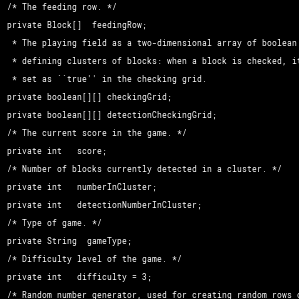 /* The feeding row. */
private Block[]  feedingRow;
 * The playing field as a two-dimensional array of boolean
 * defining clusters of blocks: when a block is checked, it
 * set as ``true'' in the checking grid.
private boolean[][] checkingGrid;
private boolean[][] detectionCheckingGrid;
/* The current score in the game. */
private int   score;
/* Number of blocks currently detected in a cluster. */
private int   numberInCluster;
private int   detectionNumberInCluster;
/* Type of game. */
private String  gameType;
/* Difficulty level of the game. */
private int   difficulty = 3;
/* Random number generator, used for creating random rows